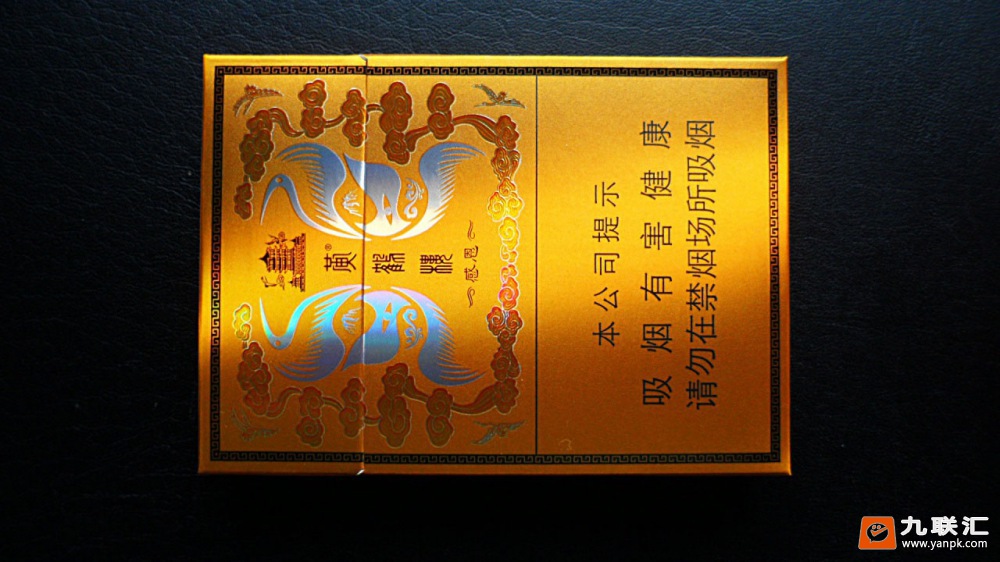 黄鹤楼®
感恩
本公司提示
吸烟有害健康
请勿在禁烟场所吸烟
九联汇
www.yanpk.com